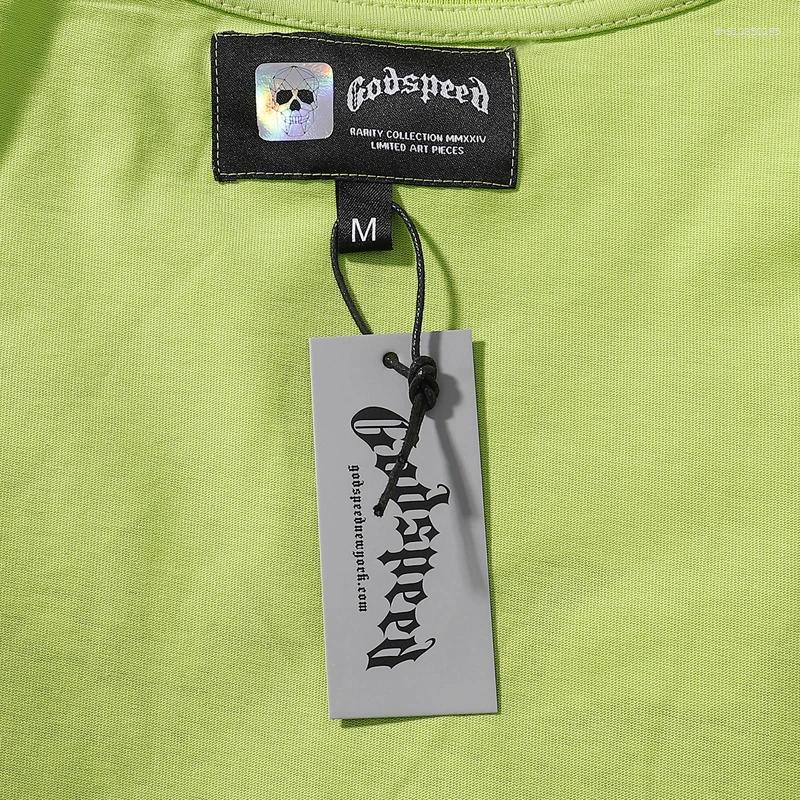 Godspeed
RARITY COLLECTION MMXXIV
LIMITED ART PIECES
M
Godspeed
godspeednewyork.com